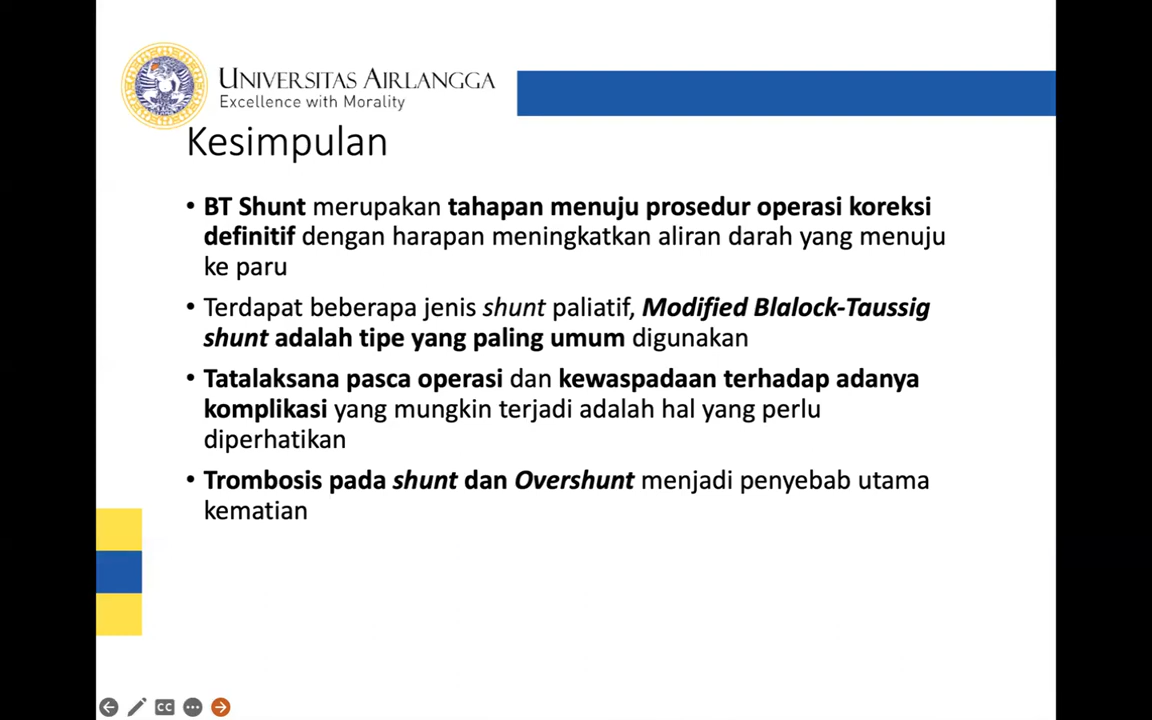 UNIVERSITAS AIRLANGGA
Excellence with Morality
Kesimpulan
• BT Shunt merupakan tahapan menuju prosedur operasi koreksi
definitif dengan harapan meningkatkan aliran darah yang menuju
ke paru
• Terdapat beberapa jenis shunt paliatif, Modified Blalock-Taussig
shunt adalah tipe yang paling umum digunakan
• Tatalaksana pasca operasi dan kewaspadaan terhadap adanya
komplikasi yang mungkin terjadi adalah hal yang perlu
diperhatikan
• Trombosis pada shunt dan Overshunt menjadi penyebab utama
kematian
CC